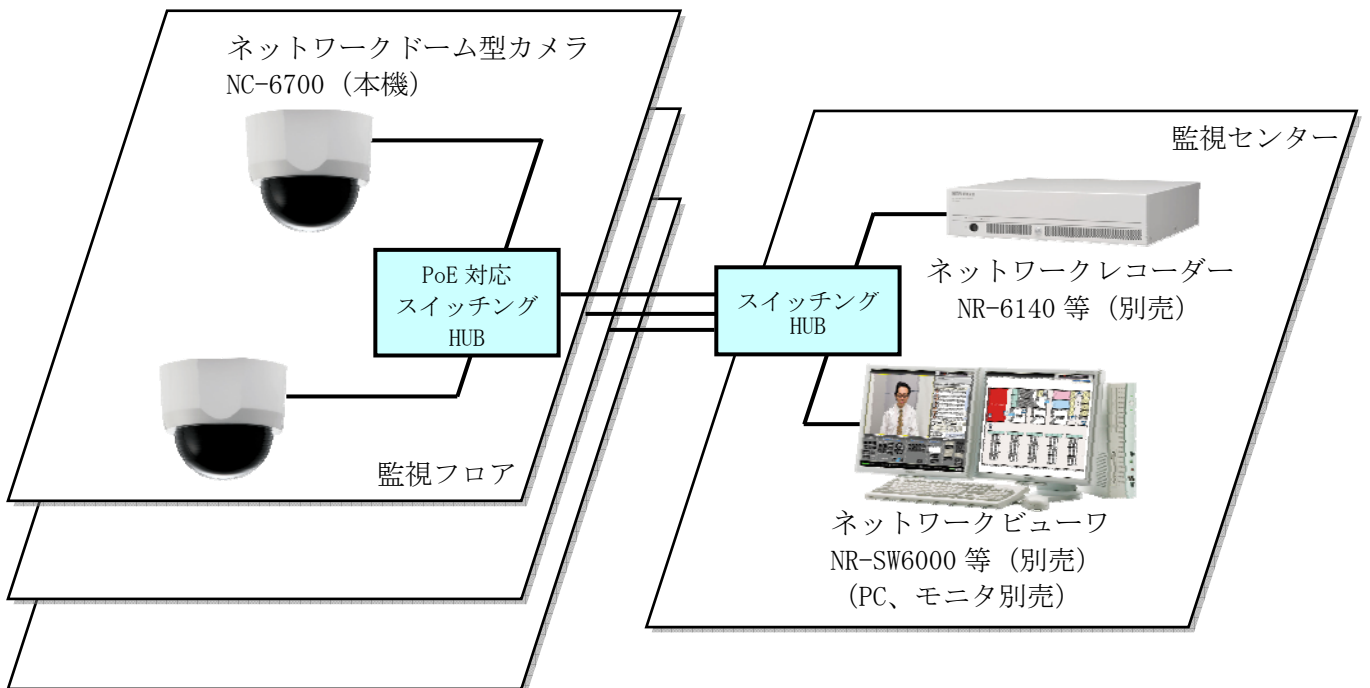 ネットワークドーム型カメラ
NC-6700（本機）
PoE 対応
スイッチング
HUB
監視フロア
監視センター
スイッチング
HUB
ネットワークレコーダー
NR-6140 等（別売）
ネットワークビューワ
NR-SW6000 等（別売）
（PC、モニタ別売）